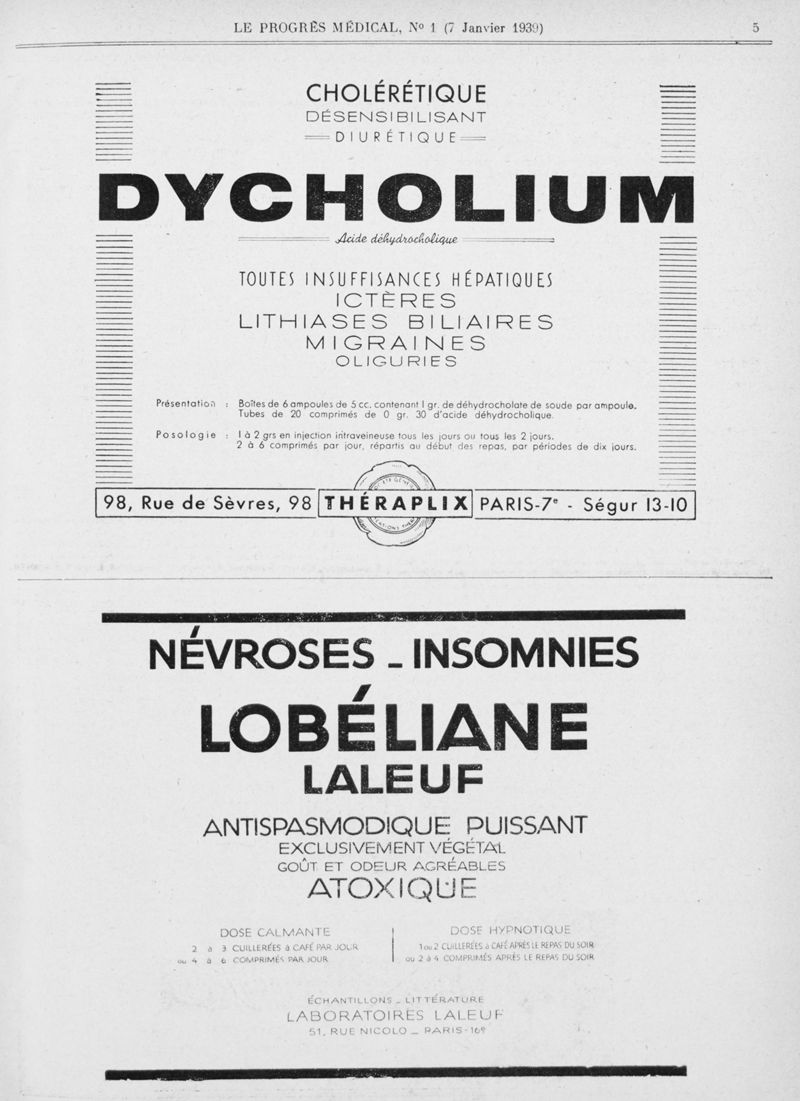 LE PROGRÈS MÉDICAL, Nº 1 (7 Janvier 1939) 5
CHOLÉRÉTIQUE
DÉSENSIBILISANT
DIURÉTIQUE
DYCHOLIUM
Acide déhydrocholique
TOUTES INSUFFISANCES HÉPATIQUES
ICTÈRES
LITHIASES BILIAIRES
MIGRAINES
OLIGURIES
Présentation : Boîtes de 6 ampoules de 5 cc. contenant 1 gr. de déhydrocholate de soude par ampoule.
Tubes de 20 comprimés de 0 gr. 30 d'acide déhydrocholique.
Posologie : 1 à 2 grs en injection intraveineuse tous les jours ou tous les 2 jours.
2 à 6 comprimés par jour, répartis au début des repas, par périodes de dix jours.
98, Rue de Sèvres, 98 THÉRAPLIX PARIS-7e - Ségur 13-10
NÉVROSES - INSOMNIES
LOBÉLIANE
LALEUF
ANTISPASMODIQUE PUISSANT
EXCLUSIVEMENT VÉGÉTAL
GOÛT ET ODEUR AGRÉABLES
ATOXIQUE
DOSE CALMANTE
2 à 3 CUILLERÉES à CAFÉ PAR JOUR
ou 4 à 6 COMPRIMÉS PAR JOUR
DOSE HYPNOTIQUE
1 ou 2 CUILLERÉES à CAFÉ APRÈS LE REPAS DU SOIR
ou 2 à 4 COMPRIMÉS APRÈS LE REPAS DU SOIR
ÉCHANTILLONS - LITTÉRATURE
LABORATOIRES LALEUF
51, RUE NICOLO - PARIS-16e